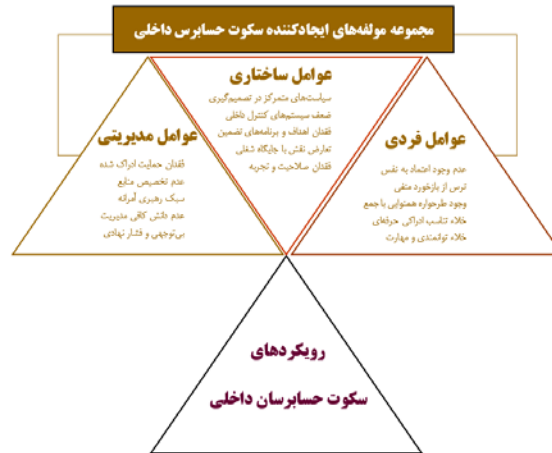 مجموعه مولفه‌های ایجادکننده سکوت حسابرس داخلی
عوامل فردی
عدم وجود اعتماد به نفس
ترس از بازخورد منفی
وجود طرحواره همنوایی با جمع
خلاء تناسب ادراکی حرفه‌ای
خلاء توانمندی و مهارت
عوامل ساختاری
سیاست‌های متمرکز در تصمیم‌گیری
ضعف سیستم‌های کنترل داخلی
فقدان اهداف و برنامه‌های تضمین
تعارض نقش با جایگاه شغلی
فقدان صلاحیت و تجربه
عوامل مدیریتی
فقدان حمایت ادراک شده
عدم تخصیص منابع
سبک رهبری آمرانه
عدم دانش کافی مدیریت
بی‌توجهی و فشار نهادی
رویکردهای
سکوت حسابرسان داخلی